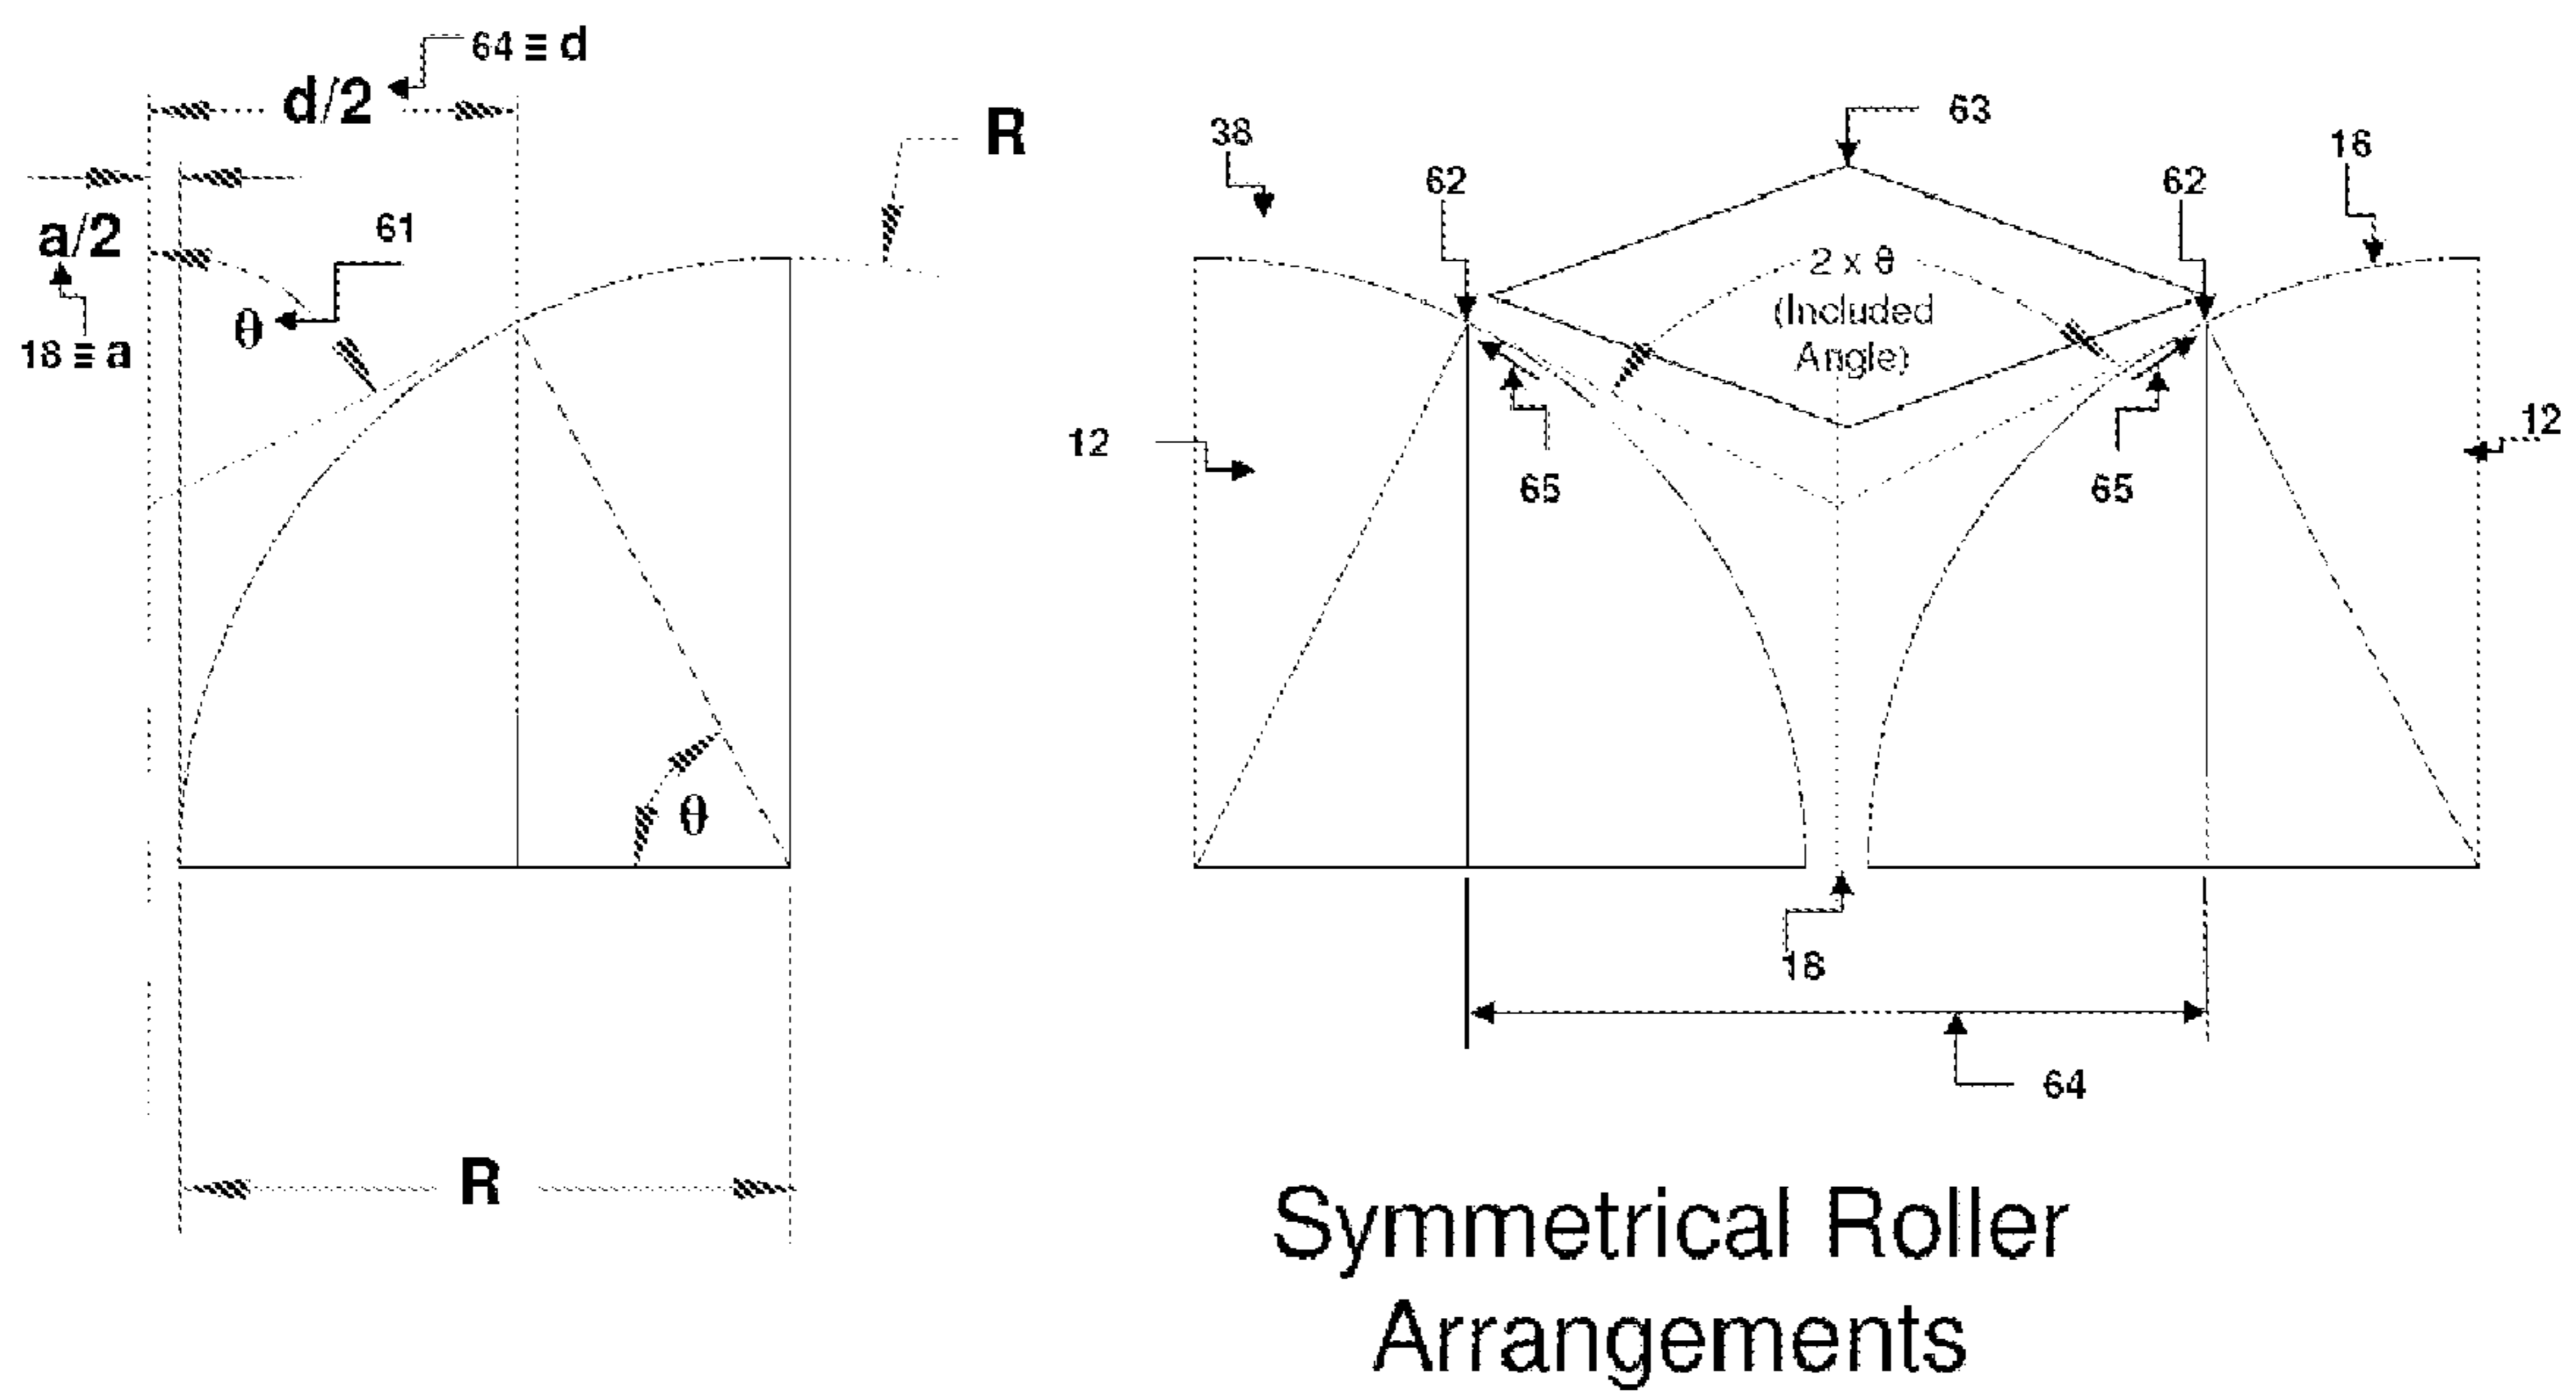 64 ≡ d
d/2
R
a/2
61
θ
18 ≡ a
θ
R
63
38
16
62
62
2 x θ
(Included
Angle)
12
12
65
65
18
64
Symmetrical Roller
Arrangements